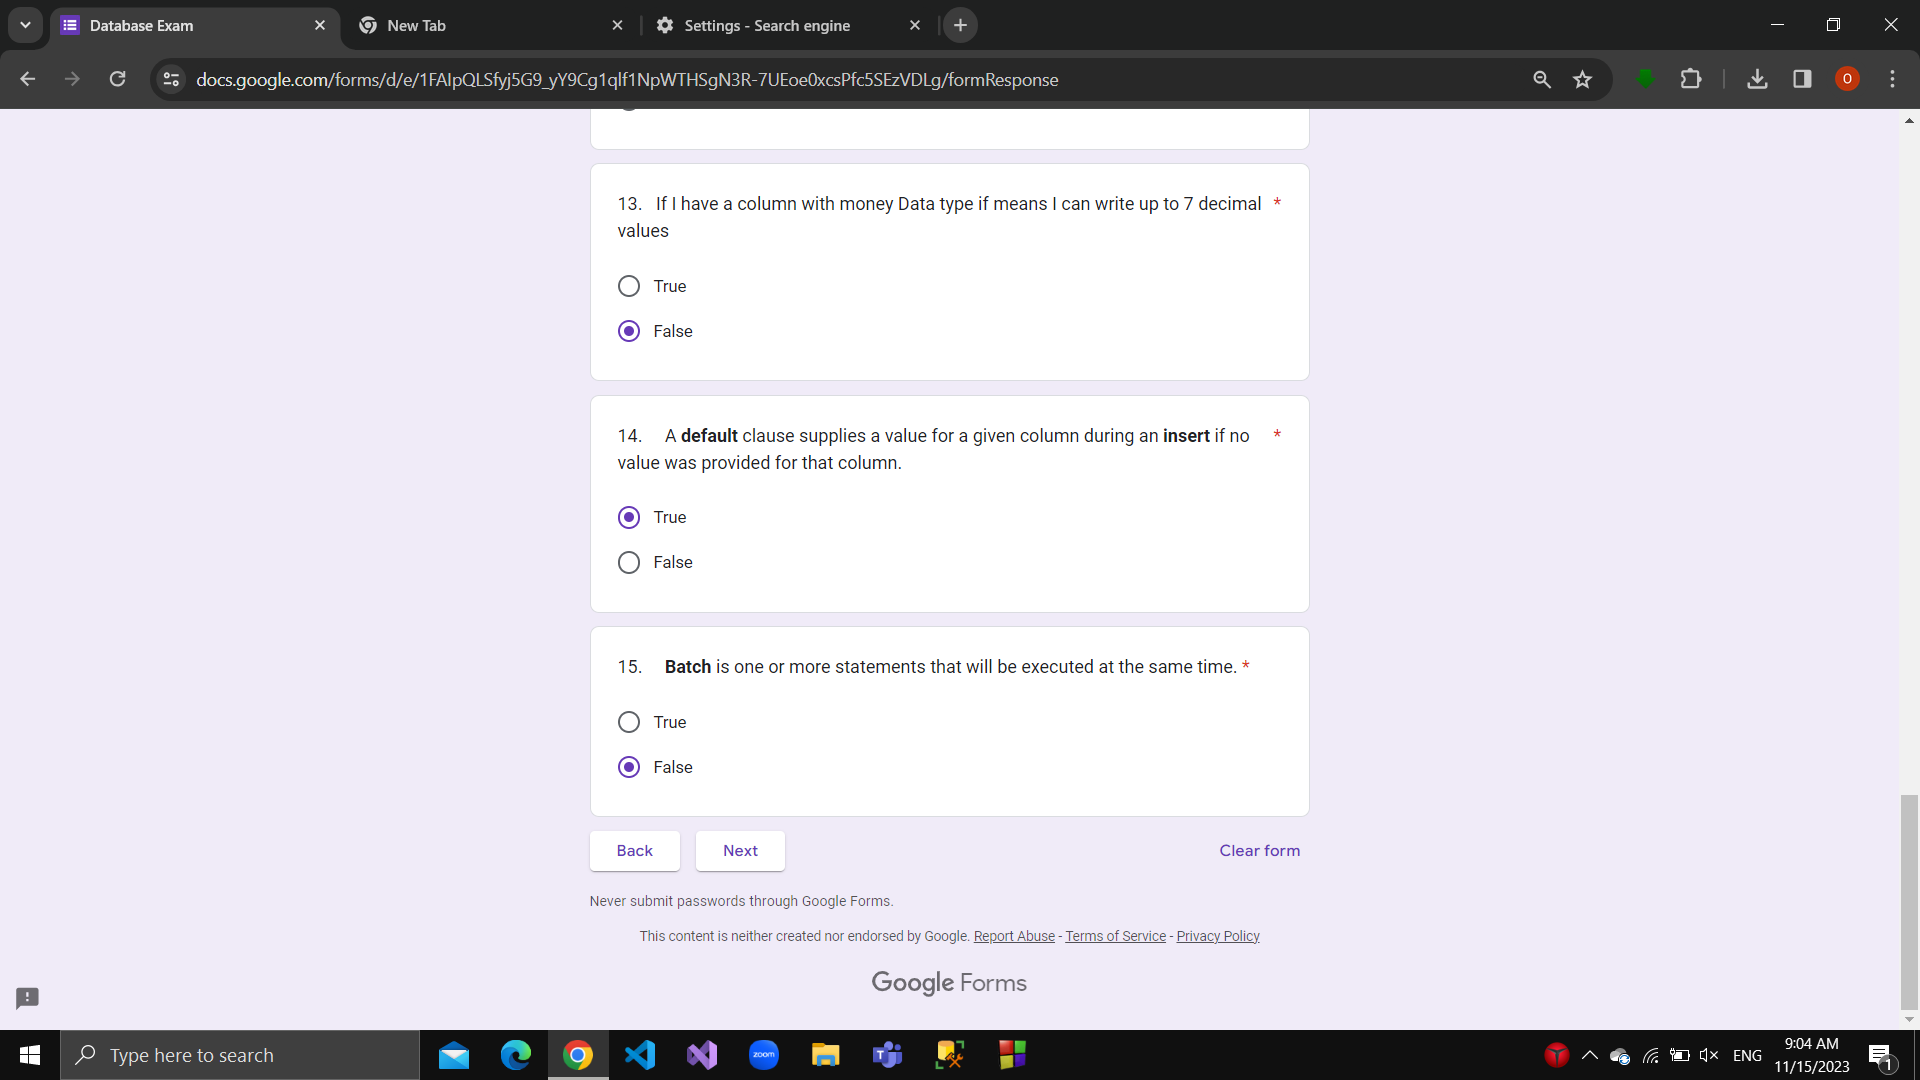 Database Exam
New Tab
Settings - Search engine
docs.google.com/forms/d/e/1FAIpQLSfyj5G9_yY9Cg1qlf1NpWTHSgN3R-7UEoe0xcsPfc5SEzVDLg/formResponse
O
13. If I have a column with money Data type if means I can write up to 7 decimal *
values
True
False
14. A default clause supplies a value for a given column during an insert if no *
value was provided for that column.
True
False
15. Batch is one or more statements that will be executed at the same time. *
True
False
Back
Next
Clear form
Never submit passwords through Google Forms.
This content is neither created nor endorsed by Google. Report Abuse - Terms of Service - Privacy Policy
Google Forms
Type here to search
zoom
ENG
9:04 AM
11/15/2023
1